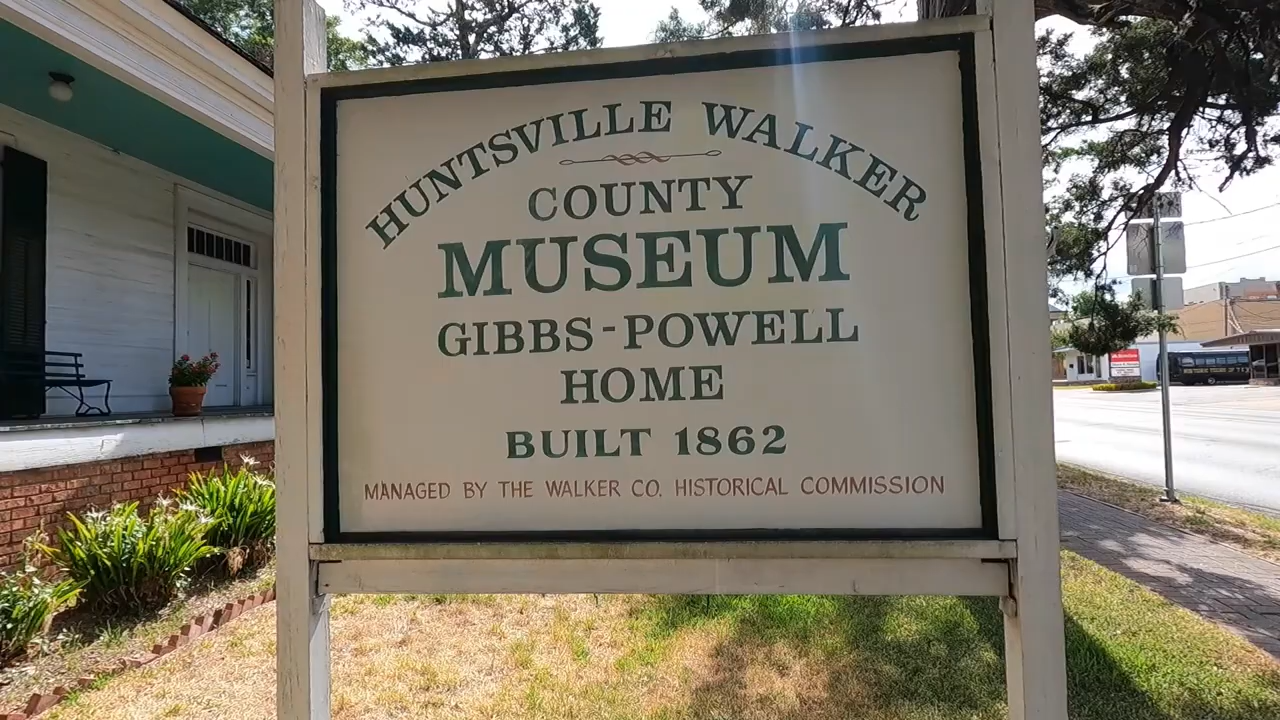 HUNTSVILLE WALKER
COUNTY
MUSEUM
GIBBS-POWELL
HOME
BUILT 1862
MANAGED BY THE WALKER CO. HISTORICAL COMMISSION